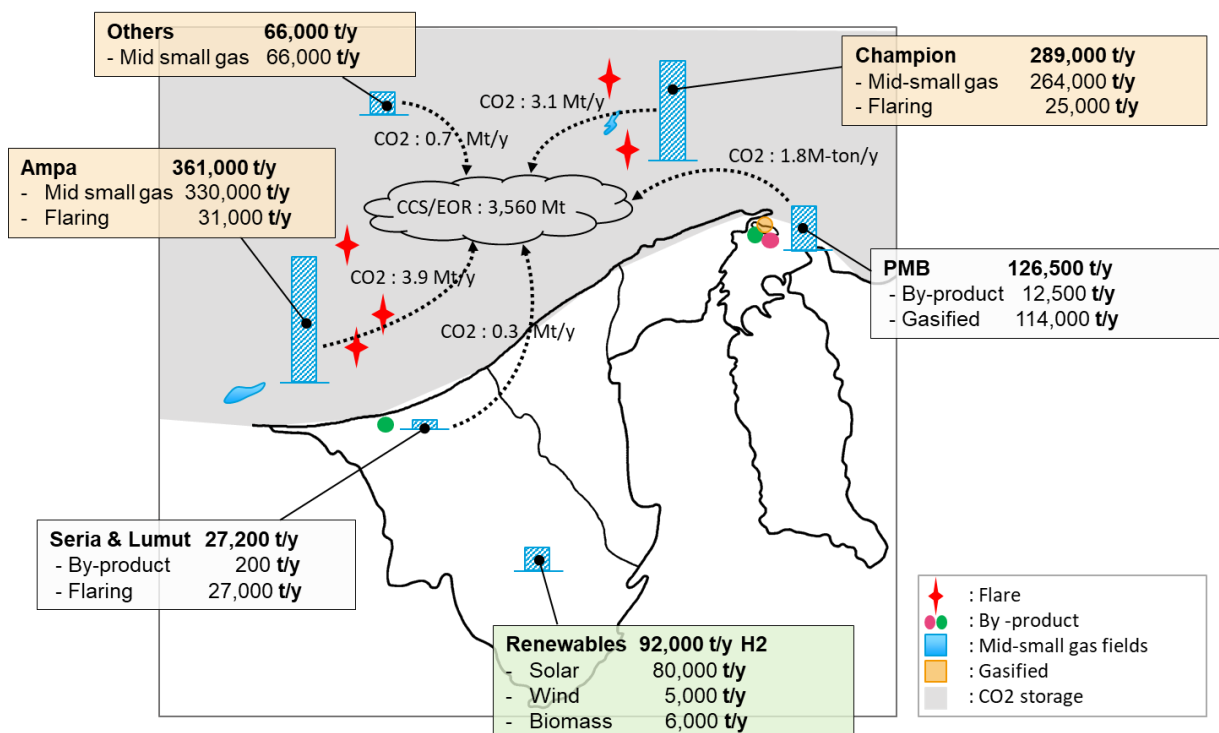 Others 66,000 t/y
- Mid small gas 66,000 t/y
Champion 289,000 t/y
- Mid-small gas 264,000 t/y
- Flaring 25,000 t/y
CO2 : 3.1 Mt/y
CO2 : 0.7 Mt/y
CO2 : 1.8M-ton/y
Ampa 361,000 t/y
- Mid small gas 330,000 t/y
- Flaring 31,000 t/y
CCS/EOR : 3,560 Mt
CO2 : 3.9 Mt/y
PMB 126,500 t/y
- By-product 12,500 t/y
- Gasified 114,000 t/y
CO2 : 0.3 Mt/y
Seria & Lumut 27,200 t/y
- By-product 200 t/y
- Flaring 27,000 t/y
Renewables 92,000 t/y H2
- Solar 80,000 t/y
- Wind 5,000 t/y
- Biomass 6,000 t/y
: Flare
: By -product
: Mid-small gas fields
: Gasified
: CO2 storage